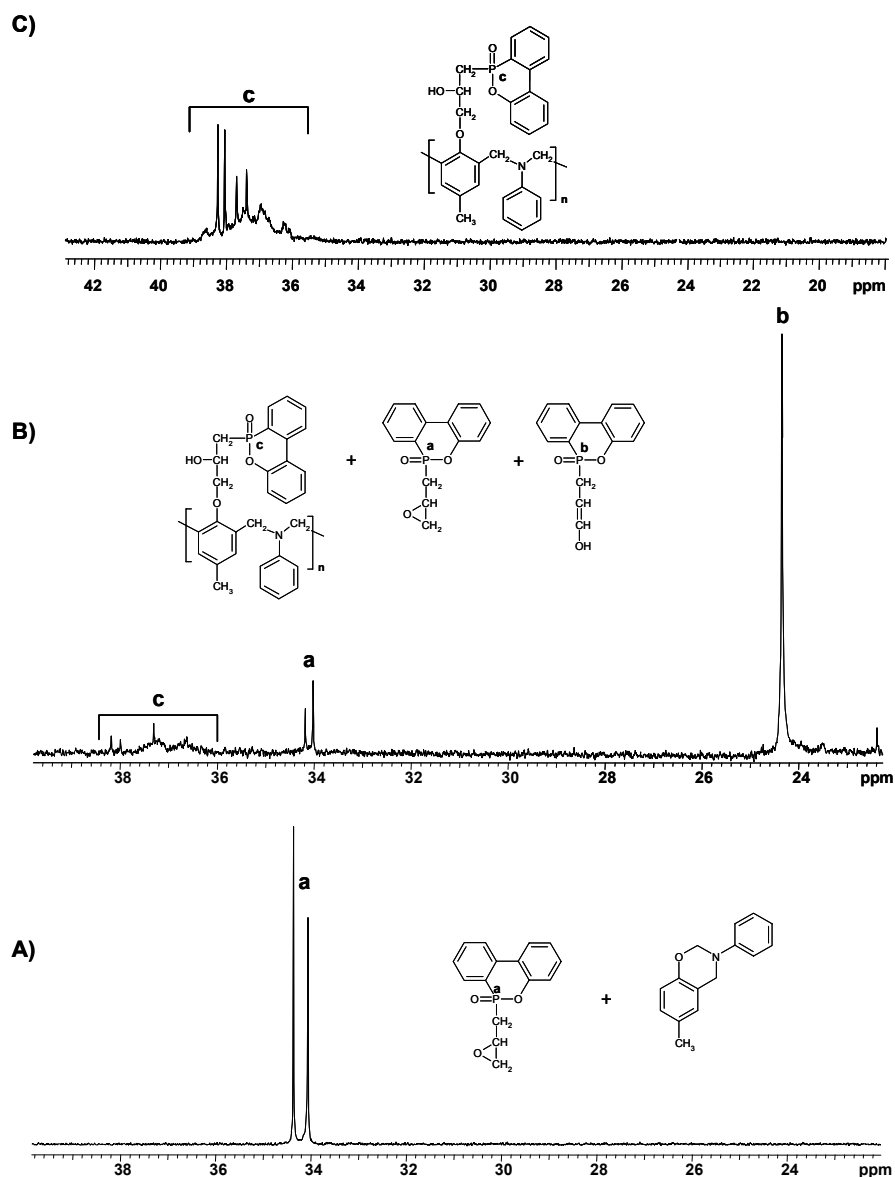 C)
c
O
CH₂ P
c
O
HO CH
CH₂
O
CH₂ CH₂
N
CH₃
n
42 40 38 36 34 32 30 28 26 24 22 20 ppm
b
B)
O
CH₂ P
c
O
HO CH
CH₂
O
CH₂ CH₂
N
CH₃
n
+
a
O=P—O
CH₂
CH
O
CH₂
+
b
O=P—O
CH₂
CH
CH
OH
a
c
38 36 34 32 30 28 26 24 ppm
a
A)
a
O=P—O
CH₂
CH
O
CH₂
+
O N
CH₃
38 36 34 32 30 28 26 24 ppm